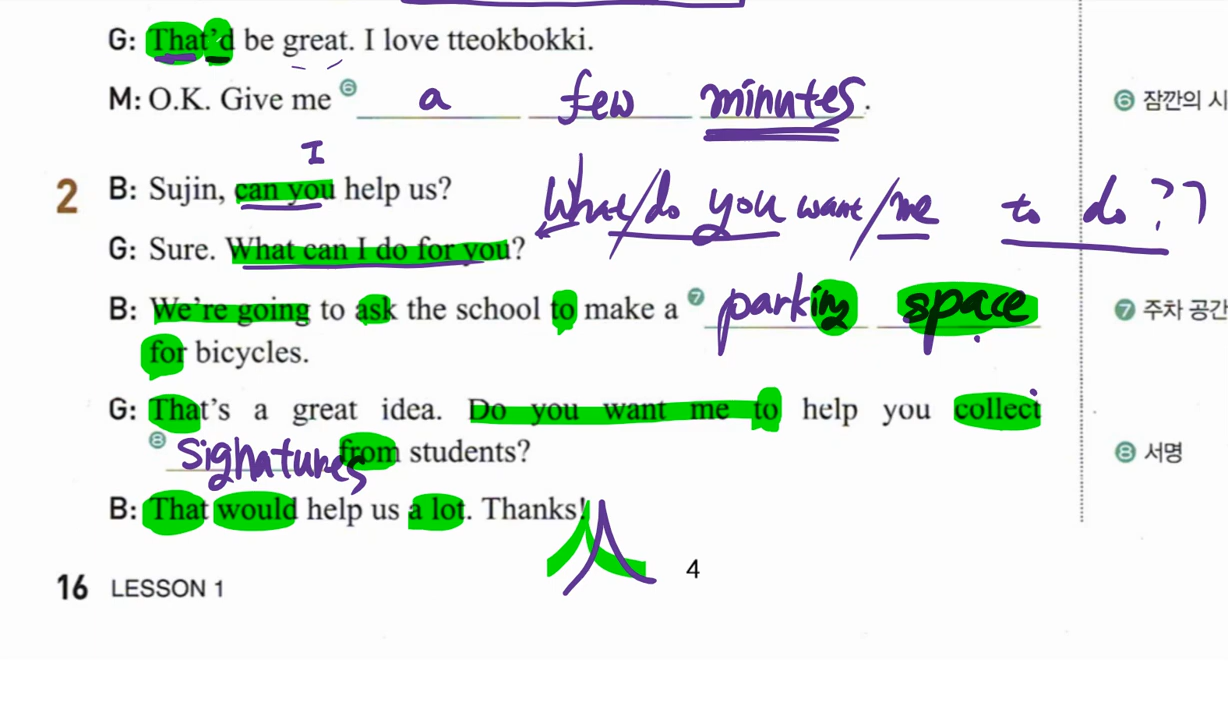 G: That'd be great. I love tteokbokki.
M: O.K. Give me ⑥ a few minutes.
⑥ 잠깐의 시
I
2 B: Sujin, can you help us?
What/do you want/me to do??
G: Sure. What can I do for you?
B: We're going to ask the school to make a ⑦ parking space
⑦ 주차 공간
for bicycles.
G: That's a great idea. Do you want me to help you collect
⑧ signatures from students?
⑧ 서명
B: That would help us a lot. Thanks!
4
16 LESSON 1